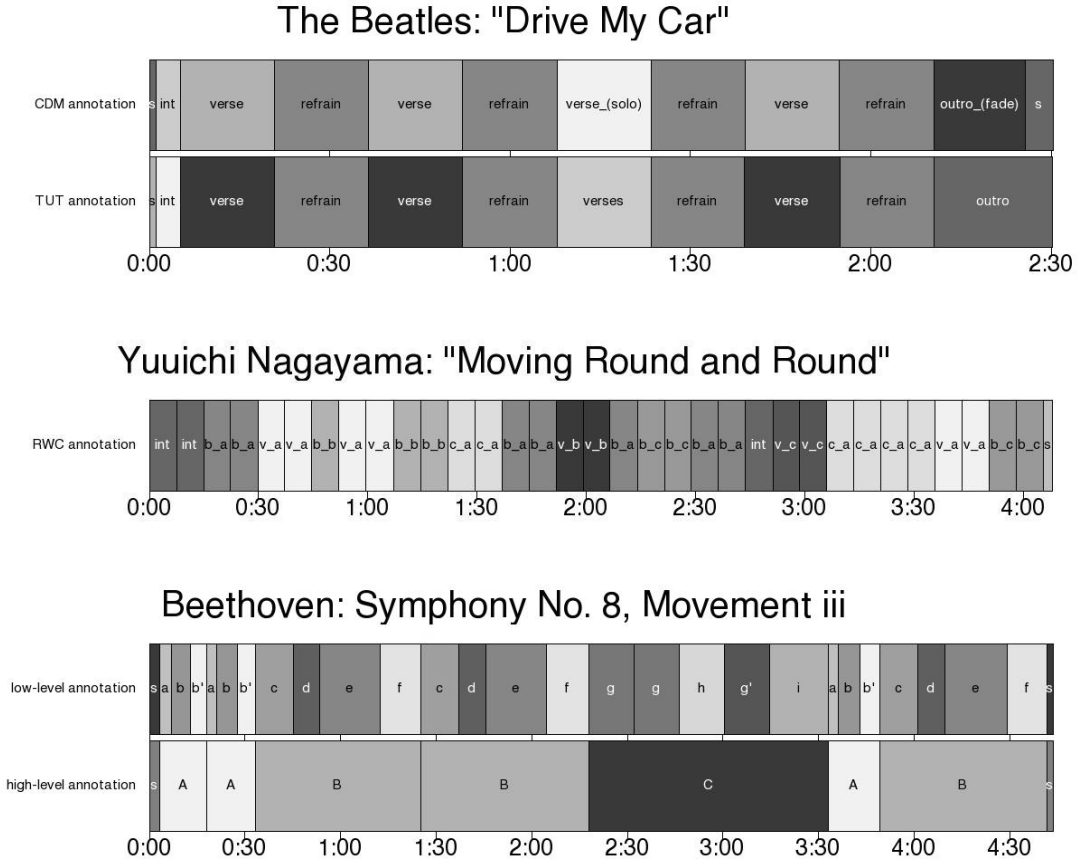 The Beatles: "Drive My Car"
CDM annotation s int verse refrain verse refrain verse_(solo) refrain verse refrain outro_(fade) s
TUT annotation s int verse refrain verse refrain verses refrain verse refrain outro
0:00 0:30 1:00 1:30 2:00 2:30
Yuuichi Nagayama: "Moving Round and Round"
RWC annotation int int b_a b_a v_a v_a b_b v_a v_a b_b b_b c_a c_a b_a b_a v_b v_b b_a b_c b_c b_a b_a int v_c v_c c_a c_a c_a c_a v_a v_a b_c b_c s
0:00 0:30 1:00 1:30 2:00 2:30 3:00 3:30 4:00
Beethoven: Symphony No. 8, Movement iii
low-level annotation s a b b' a b b' c d e f c d e f g g h g' i a b b' c d e f s
high-level annotation s A A B B C A B s
0:00 0:30 1:00 1:30 2:00 2:30 3:00 3:30 4:00 4:30